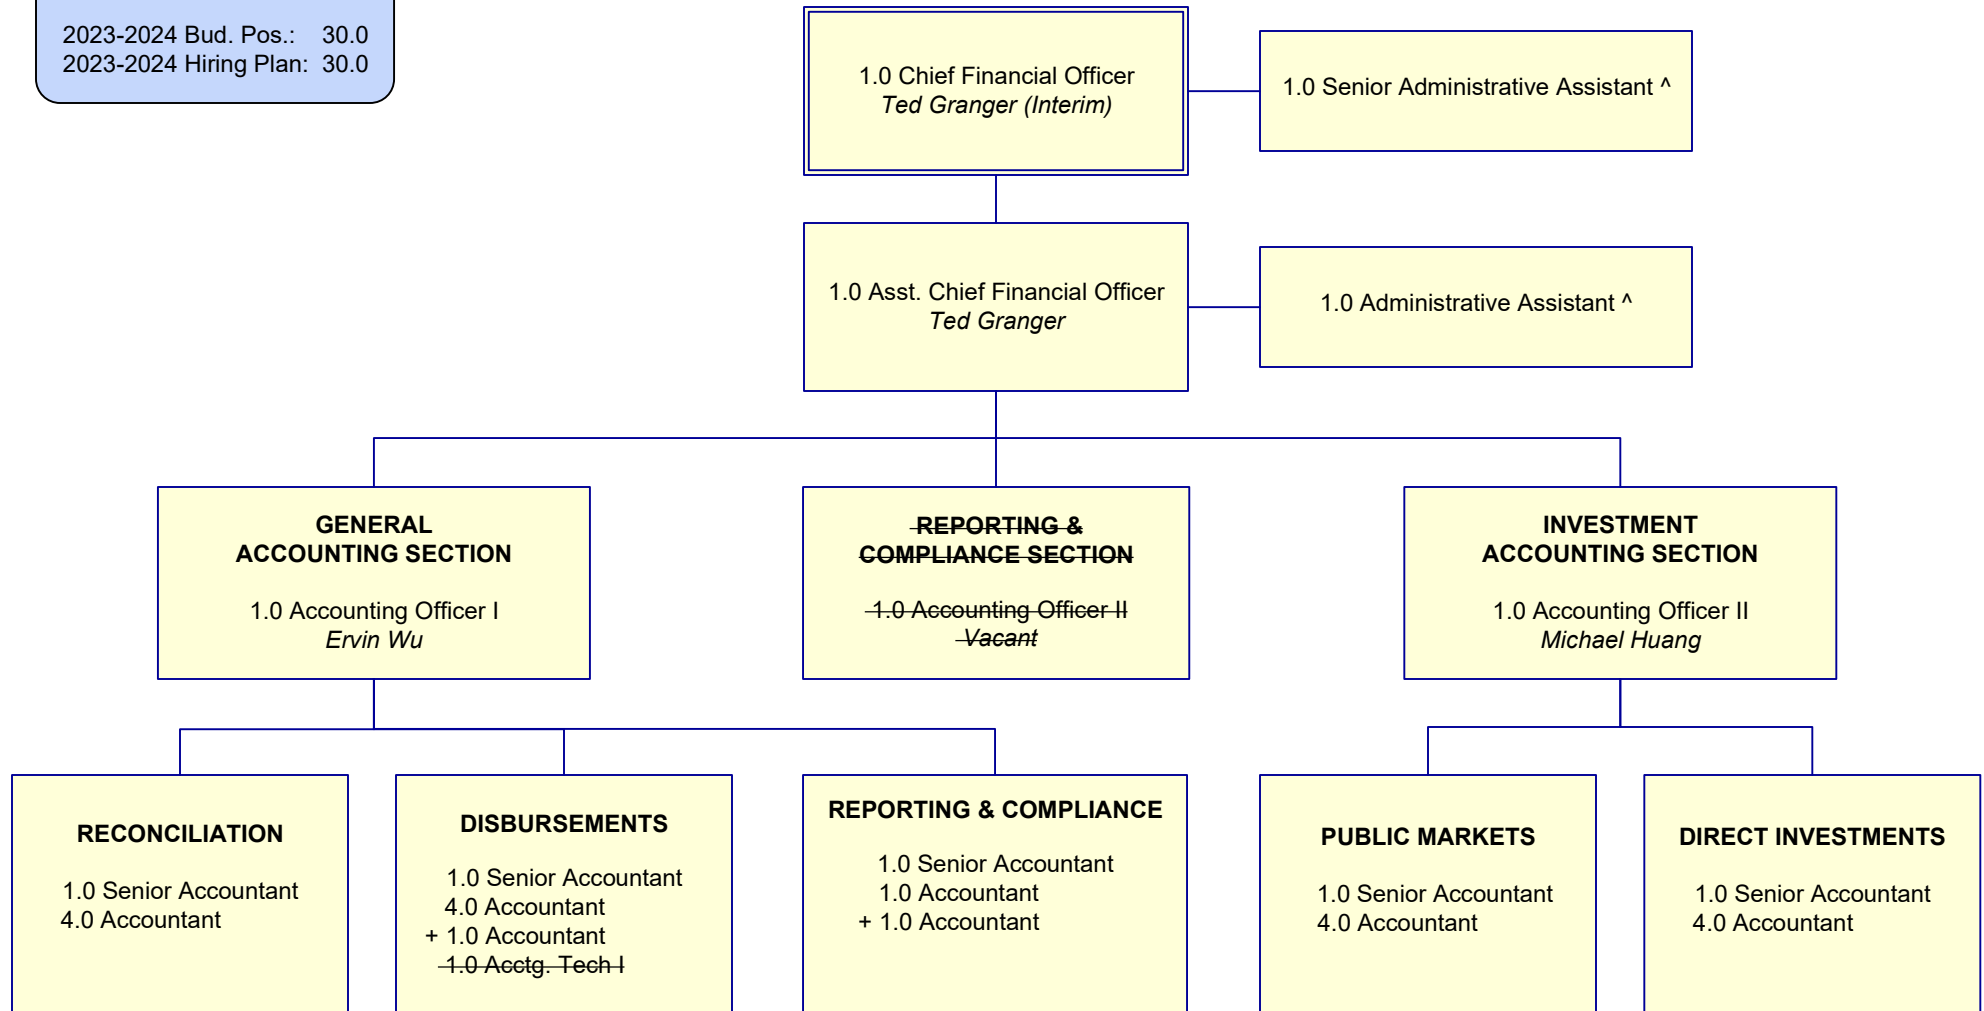 2023-2024 Bud. Pos.: 30.0
2023-2024 Hiring Plan: 30.0
1.0 Chief Financial Officer
Ted Granger (Interim)
1.0 Senior Administrative Assistant ^
1.0 Asst. Chief Financial Officer
Ted Granger
1.0 Administrative Assistant ^
GENERAL
ACCOUNTING SECTION
1.0 Accounting Officer I
Ervin Wu
REPORTING &
COMPLIANCE SECTION
1.0 Accounting Officer II
Vacant
INVESTMENT
ACCOUNTING SECTION
1.0 Accounting Officer II
Michael Huang
RECONCILIATION
1.0 Senior Accountant
4.0 Accountant
DISBURSEMENTS
1.0 Senior Accountant
4.0 Accountant
+ 1.0 Accountant
1.0 Acctg. Tech I
REPORTING & COMPLIANCE
1.0 Senior Accountant
1.0 Accountant
+ 1.0 Accountant
PUBLIC MARKETS
1.0 Senior Accountant
4.0 Accountant
DIRECT INVESTMENTS
1.0 Senior Accountant
4.0 Accountant